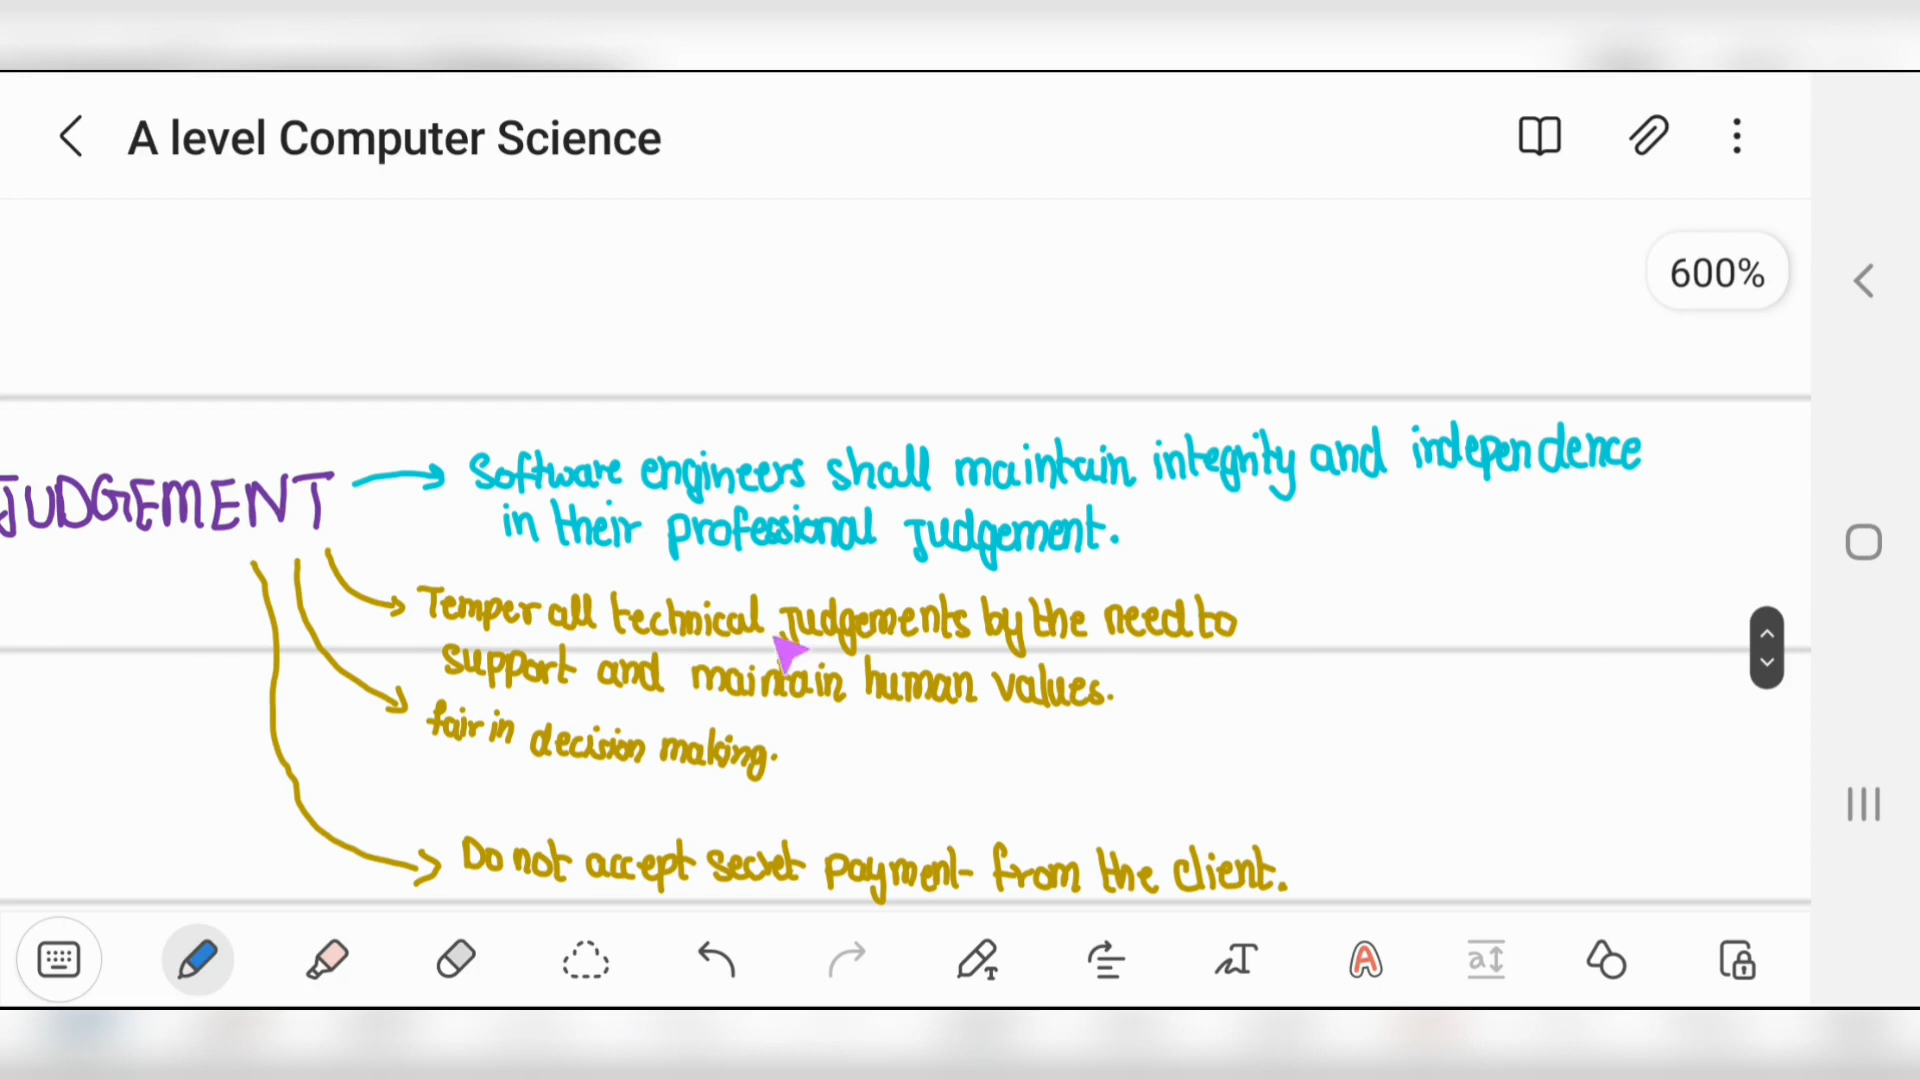 A level Computer Science
600%
JUDGEMENT
Software engineers shall maintain integrity and independence
in their professional judgement.
Temper all technical judgements by the need to
support and maintain human values.
fair in decision making.
Do not accept secret payment from the client.